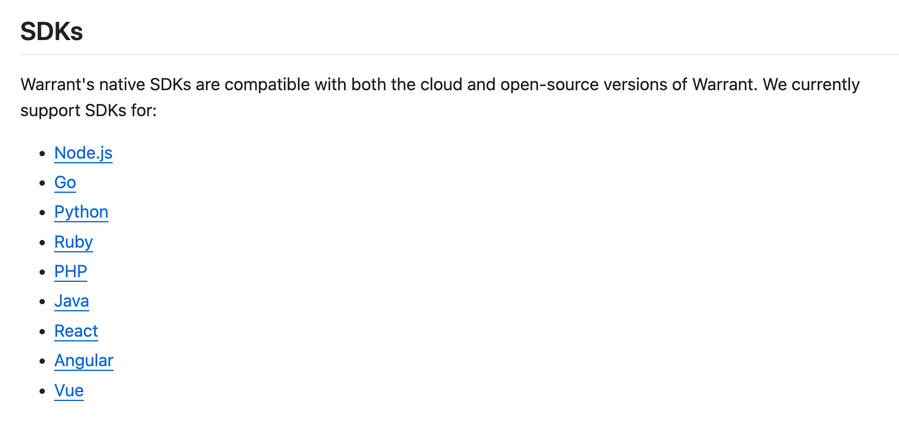 SDKs
Warrant's native SDKs are compatible with both the cloud and open-source versions of Warrant. We currently
support SDKs for:
• Node.js
• Go
• Python
• Ruby
• PHP
• Java
• React
• Angular
• Vue